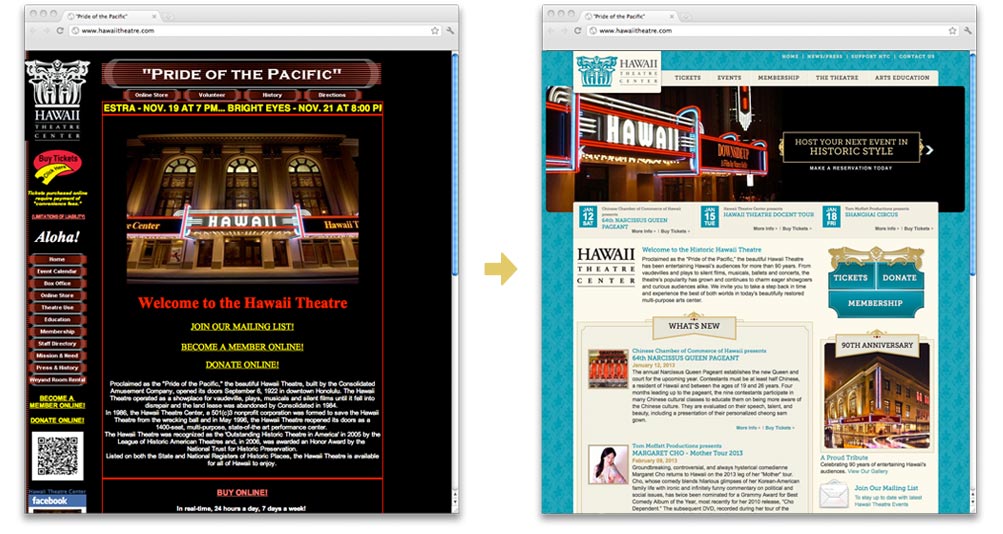 "Pride of the Pacific"
www.hawaiitheatre.com
HAWAII
THEATRE
CENTER
"PRIDE OF THE PACIFIC"
Online Store
Volunteer
History
Directions
ESTRA - NOV. 19 AT 7 PM... BRIGHT EYES - NOV. 21 AT 8:00 PI
Buy Tickets
Click Here
Tickets purchased online
require payment of
"convenience fee."
(LIMITATIONS OF LIABILITY)
Aloha!
Home
Event Calendar
Box Office
Online Store
Theatre Use
Education
Membership
Staff Directory
Mission & Need
Press & History
Weyand Room Rental
BECOME A
MEMBER ONLINE!
DONATE ONLINE!
Hawaii Theatre Center
facebook
e Center
HAWAII
Hawaii T
Welcome to the Hawaii Theatre
JOIN OUR MAILING LIST!
BECOME A MEMBER ONLINE!
DONATE ONLINE!
Proclaimed as the "Pride of the Pacific," the beautiful Hawaii Theatre, built by the Consolidated
Amusement Company, opened its doors September 6, 1922 in downtown Honolulu. The Hawaii
Theatre operated as a showplace for vaudeville, plays, musicals and silent films until it fell into
disrepair and the land lease was abandoned by Consolidated in 1984.
In 1986, the Hawaii Theatre Center, a 501(c)3 nonprofit corporation was formed to save the Hawaii
Theatre from the wrecking ball and in May 1996, the Hawaii Theatre reopened its doors as a
1400-seat, multi-purpose, state-of-the art performance center.
The Hawaii Theatre was recognized as the 'Outstanding Historic Theatre in America' in 2005 by the
League of Historic American Theatres and, in 2006, was awarded an Honor Award by the
National Trust for Historic Preservation.
Listed on both the State and National Registers of Historic Places, the Hawaii Theatre is available
for all of Hawaii to enjoy.
BUY ONLINE!
In real-time, 24 hours a day, 7 days a week!
"Pride of the Pacific"
www.hawaiitheatre.com
HOME | NEWS/PRESS | SUPPORT HTC | CONTACT US
HAWAII
THEATRE
CENTER
TICKETS
EVENTS
MEMBERSHIP
THE THEATRE
ARTS EDUCATION
HAWAII
HOST YOUR NEXT EVENT IN
HISTORIC STYLE
MAKE A RESERVATION TODAY
JAN
12
SAT
Chinese Chamber of Commerce of Hawaii
presents
64th NARCISSUS QUEEN
PAGEANT
More Info | Buy Tickets
JAN
15
TUE
Hawaii Theatre Center presents
HAWAII THEATRE DOCENT TOUR
More Info | Buy Tickets
JAN
18
FRI
Tom Moffatt Productions presents
SHANGHAI CIRCUS
More Info | Buy Tickets
HAWAII
THEATRE
CENTER
Welcome to the Historic Hawaii Theatre
Proclaimed as the "Pride of the Pacific," the beautiful Hawaii Theatre
has been entertaining Hawaii's audiences for more than 90 years. From
vaudevilles and plays to silent films, musicals, ballets and concerts, the
theatre's popularity has grown and continues to charm eager showgoers
and curious audiences alike. We invite you to take a step back in time
and experience the best of both worlds in today's beautifully restored
multi-purpose arts center.
TICKETS
DONATE
MEMBERSHIP
WHAT'S NEW
Chinese Chamber of Commerce of Hawaii presents
64th NARCISSUS QUEEN PAGEANT
January 12, 2013
The annual Narcissus Queen Pageant establishes the new Queen and
court for the upcoming year. Contestants must be at least half Chinese,
a resident of Hawaii and between the ages of 19 and 26 years. Four
months leading up to the pageant, the nine contestants participate in
many Chinese cultural classes to educate them on being more aware of
the Chinese culture. They are evaluated on their speech, talent, and
beauty, including a presentation of their personalized cheong sam
gown.
More Info | Buy Tickets
Tom Moffatt Productions presents
MARGARET CHO - Mother Tour 2013
February 09, 2013
Groundbreaking, controversial, and always hysterical comedienne
Margaret Cho returns to Hawaii on the 2013 leg of her "Mother" tour.
Cho, whose comedy blends hilarious glimpses of her Korean-American
family life with ironic and infinitely funny commentary on political and
social issues, has twice been nominated for a Grammy Award for Best
Comedy Album of the Year, most recently for her 2010 release, "Cho
Dependent." The subsequent DVD, recorded during her tour of the
90TH ANNIVERSARY
A Proud Tribute
Celebrating 90 years of entertaining Hawaii's
audiences. View Our Gallery
Join Our Mailing List
To stay up to date with latest
Hawaii Theatre Events